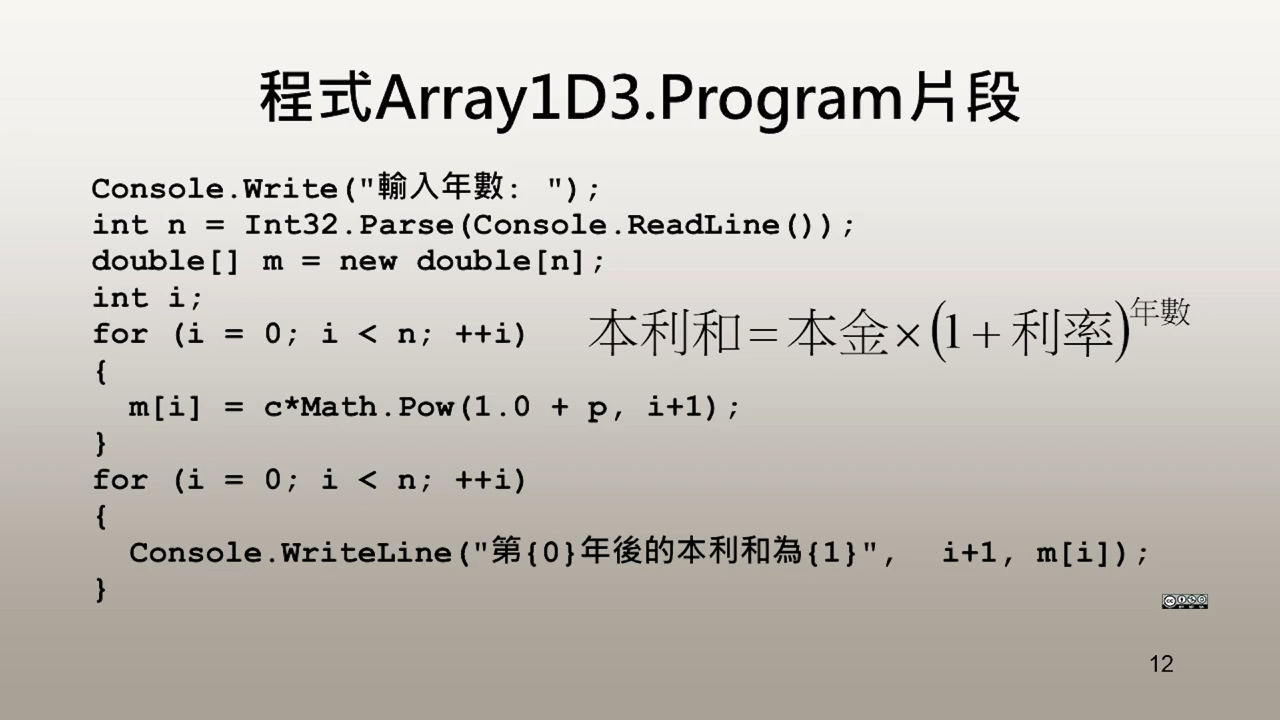 程式Array1D3.Program片段
Console.Write("輸入年數: ");
int n = Int32.Parse(Console.ReadLine());
double[] m = new double[n];
int i;
for (i = 0; i < n; ++i)
本利和=本金×(1+利率)^年數
{
  m[i] = c*Math.Pow(1.0 + p, i+1);
}
for (i = 0; i < n; ++i)
{
  Console.WriteLine("第{0}年後的本利和為{1}",  i+1, m[i]);
}
12